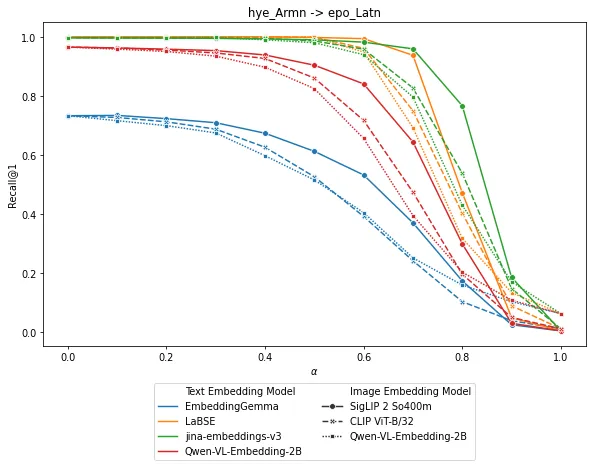 hye_Armn -> epo_Latn
Recall@1
1.0
0.8
0.6
0.4
0.2
0.0
0.0 0.2 0.4 0.6 0.8 1.0
α
Text Embedding Model
EmbeddingGemma
LaBSE
jina-embeddings-v3
Qwen-VL-Embedding-2B
Image Embedding Model
SigLIP 2 So400m
CLIP ViT-B/32
Qwen-VL-Embedding-2B